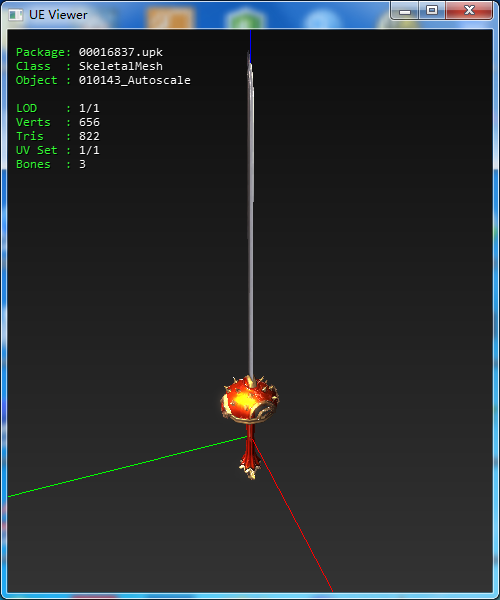 UE Viewer
Package: 00016837.upk
Class : SkeletalMesh
Object : 010143_Autoscale
LOD : 1/1
Verts : 656
Tris : 822
UV Set : 1/1
Bones : 3